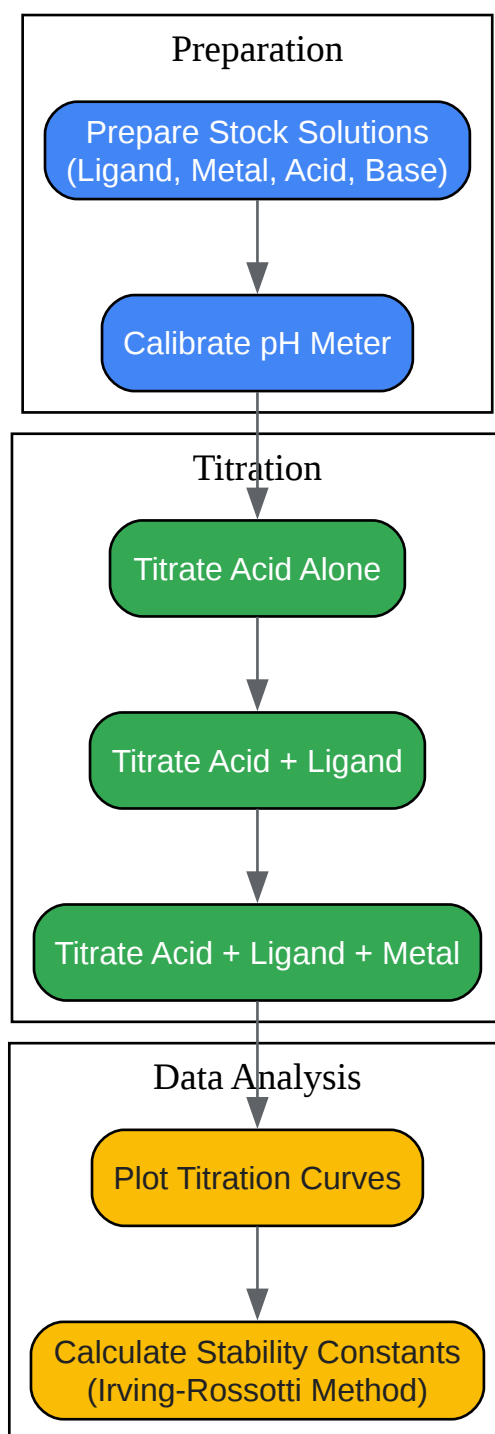 Preparation
Prepare Stock Solutions
(Ligand, Metal, Acid, Base)
Calibrate pH Meter
Titration
Titrate Acid Alone
Titrate Acid + Ligand
Titrate Acid + Ligand + Metal
Data Analysis
Plot Titration Curves
Calculate Stability Constants
(Irving-Rossotti Method)